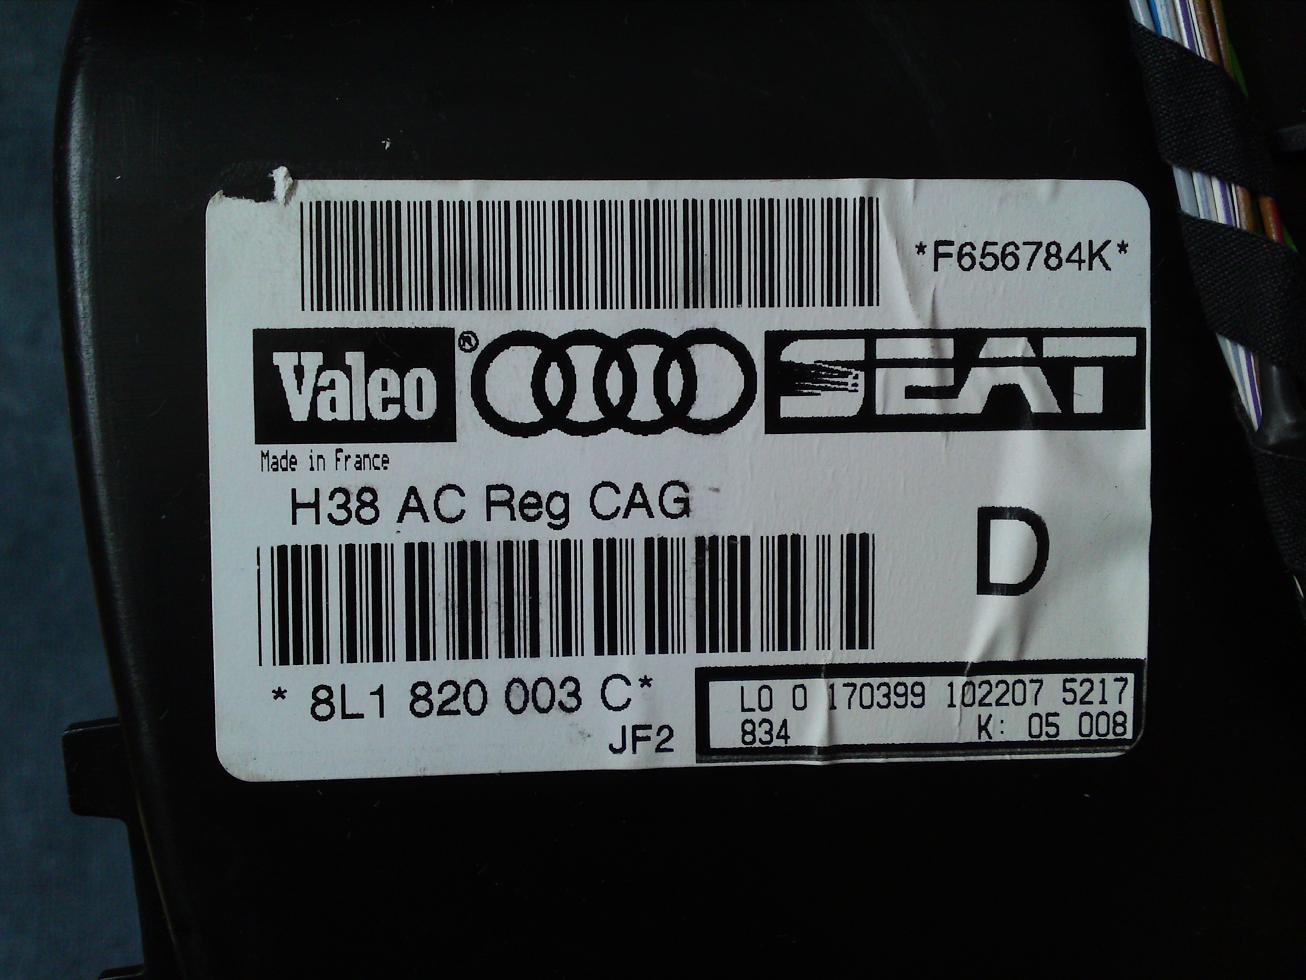 *F656784K*
Valeo® SEAT
Made in France
H38 AC Reg CAG
D
* 8L1 820 003 C*
JF2
LO 0 170399 102207 5217
834 K: 05 008